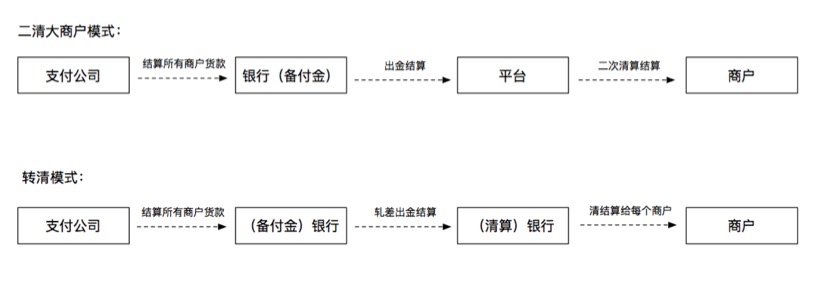 二清大商户模式：
支付公司
结算所有商户货款
银行（备付金）
出金结算
平台
二次清算结算
商户
转清模式：
支付公司
结算所有商户货款
（备付金）银行
轧差出金结算
（清算）银行
清结算给每个商户
商户